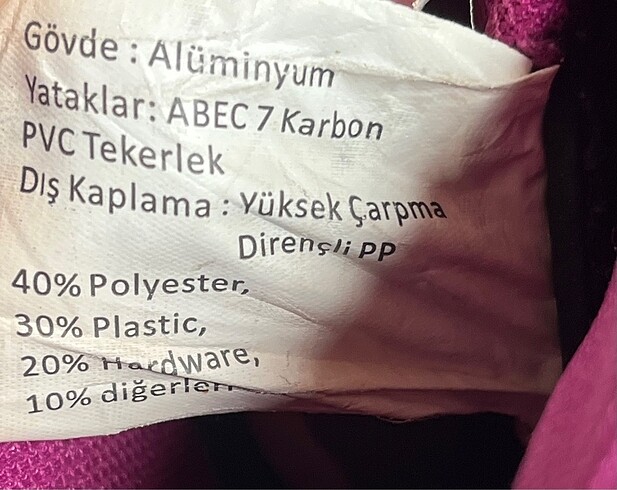 Gövde : Alüminyum
Yataklar: ABEC 7 Karbon
PVC Tekerlek
Dış Kaplama : Yüksek Çarpma
Dirençli PP
40% Polyester,
30% Plastic,
20% Hardware,
10% diğerleri